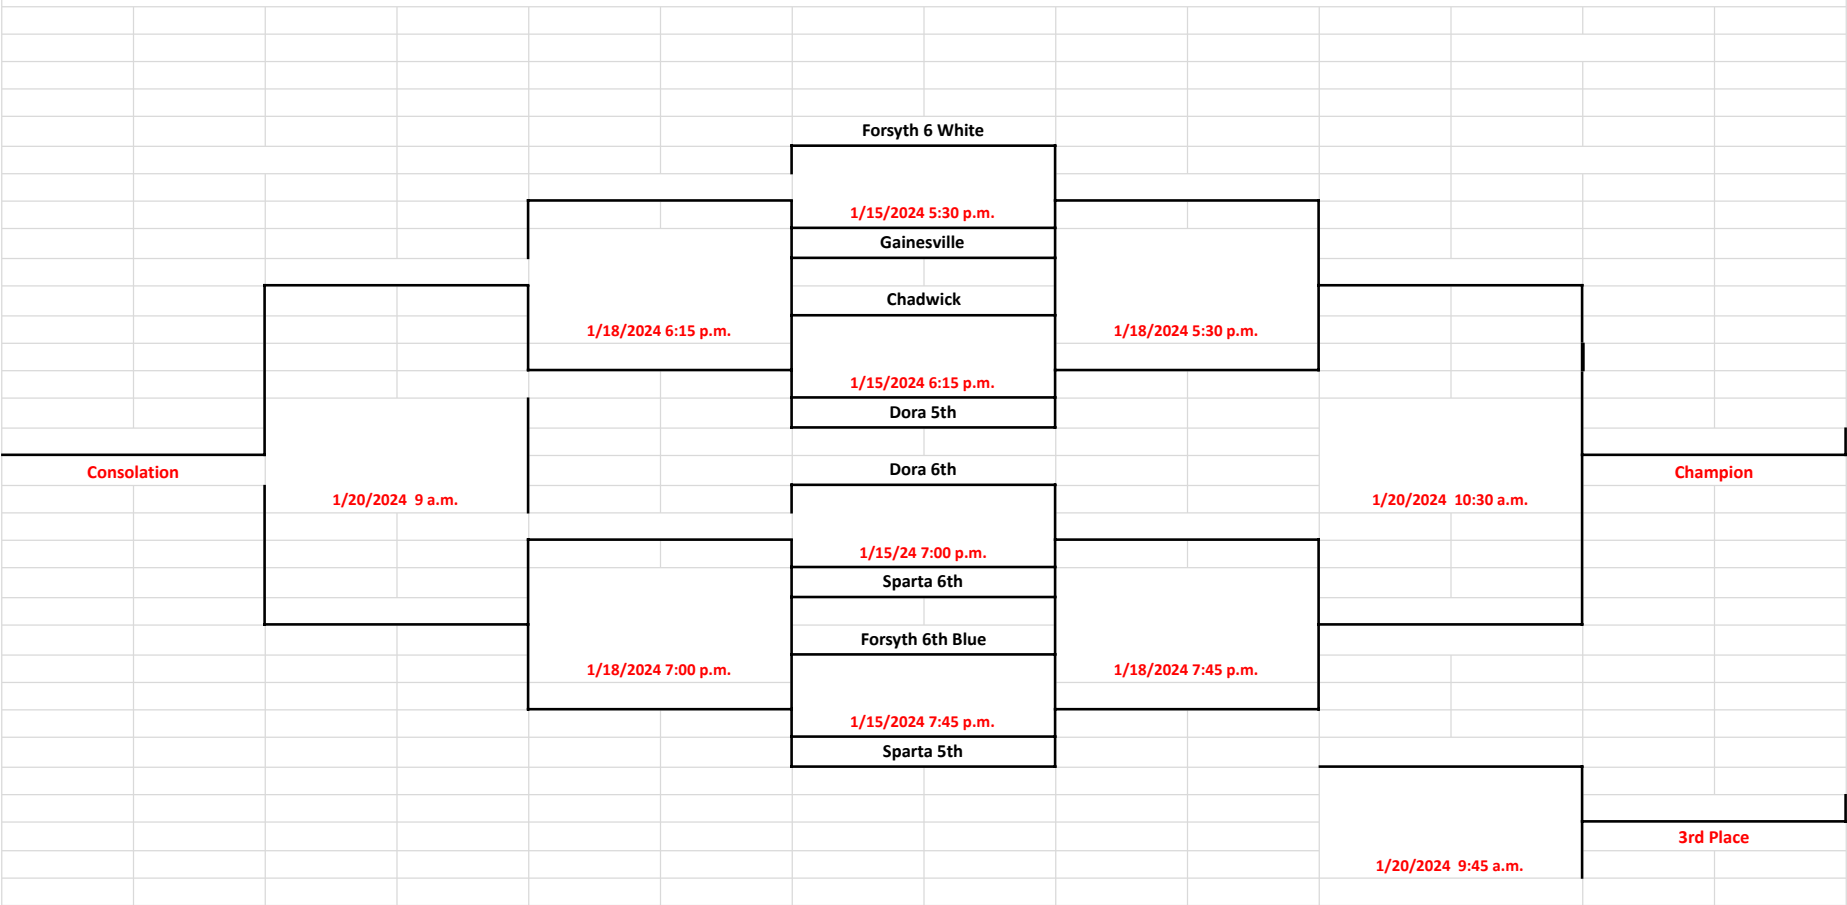 Forsyth 6 White
1/15/2024 5:30 p.m.
Gainesville
Chadwick
1/18/2024 6:15 p.m.
1/18/2024 5:30 p.m.
1/15/2024 6:15 p.m.
Dora 5th
Dora 6th
Consolation
Champion
1/20/2024  9 a.m.
1/20/2024  10:30 a.m.
1/15/24 7:00 p.m.
Sparta 6th
Forsyth 6th Blue
1/18/2024 7:00 p.m.
1/18/2024 7:45 p.m.
1/15/2024 7:45 p.m.
Sparta 5th
3rd Place
1/20/2024  9:45 a.m.